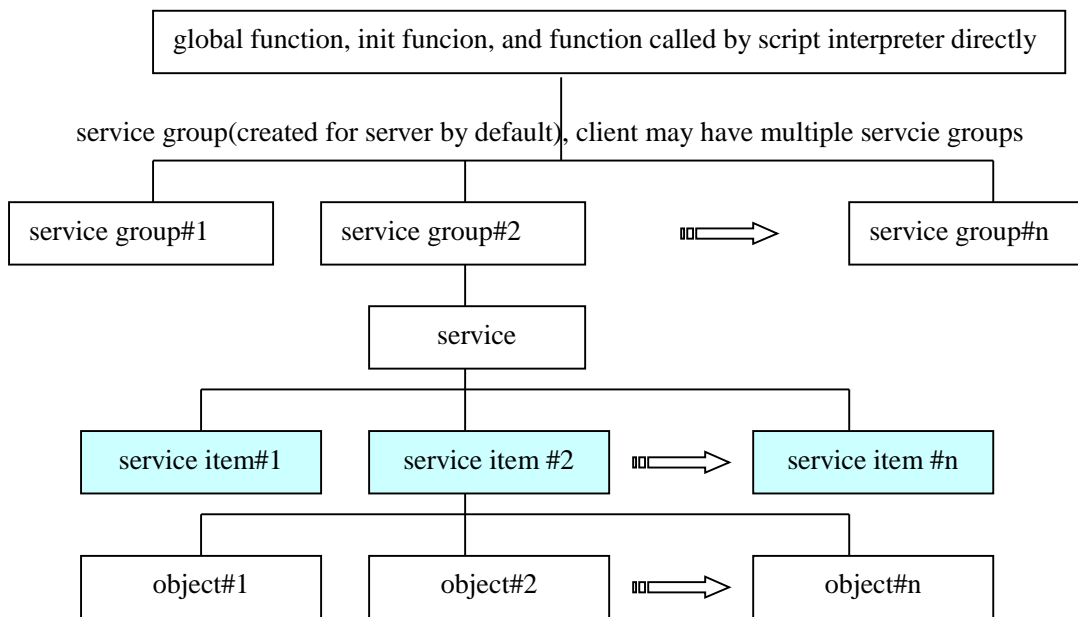 global function, init funcion, and function called by script interpreter directly
service group(created for server by default), client may have multiple servcie groups
service group#1
service group#2
service group#n
service
service item#1
service item #2
service item #n
object#1
object#2
object#n